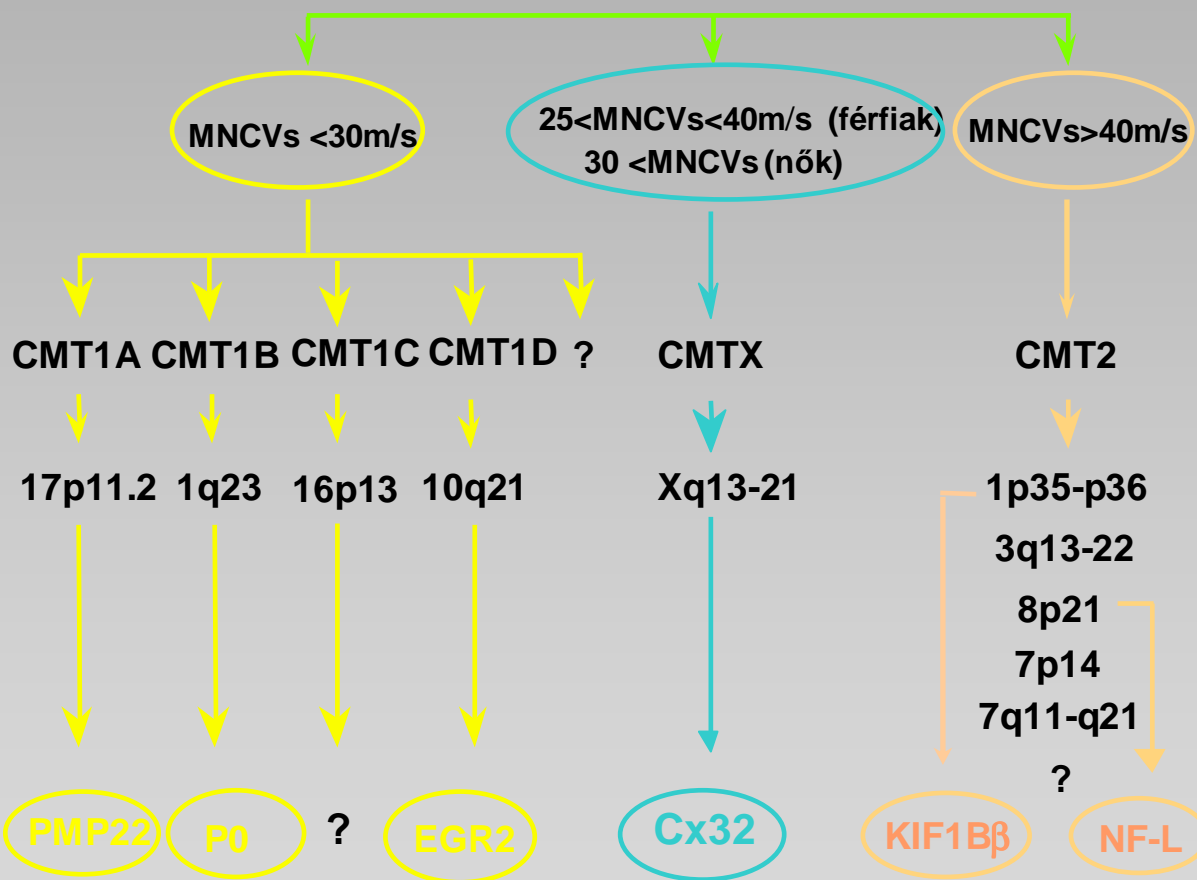 MNCVs <30m/s
25<MNCVs<40m/s (férfiak)
30 <MNCVs (nők)
MNCVs>40m/s
CMT1A CMT1B CMT1C CMT1D ?
CMTX
CMT2
17p11.2 1q23 16p13 10q21
Xq13-21
1p35-p36
3q13-22
8p21
7p14
7q11-q21
?
PMP22 P0 ? EGR2
Cx32
KIF1Bβ
NF-L